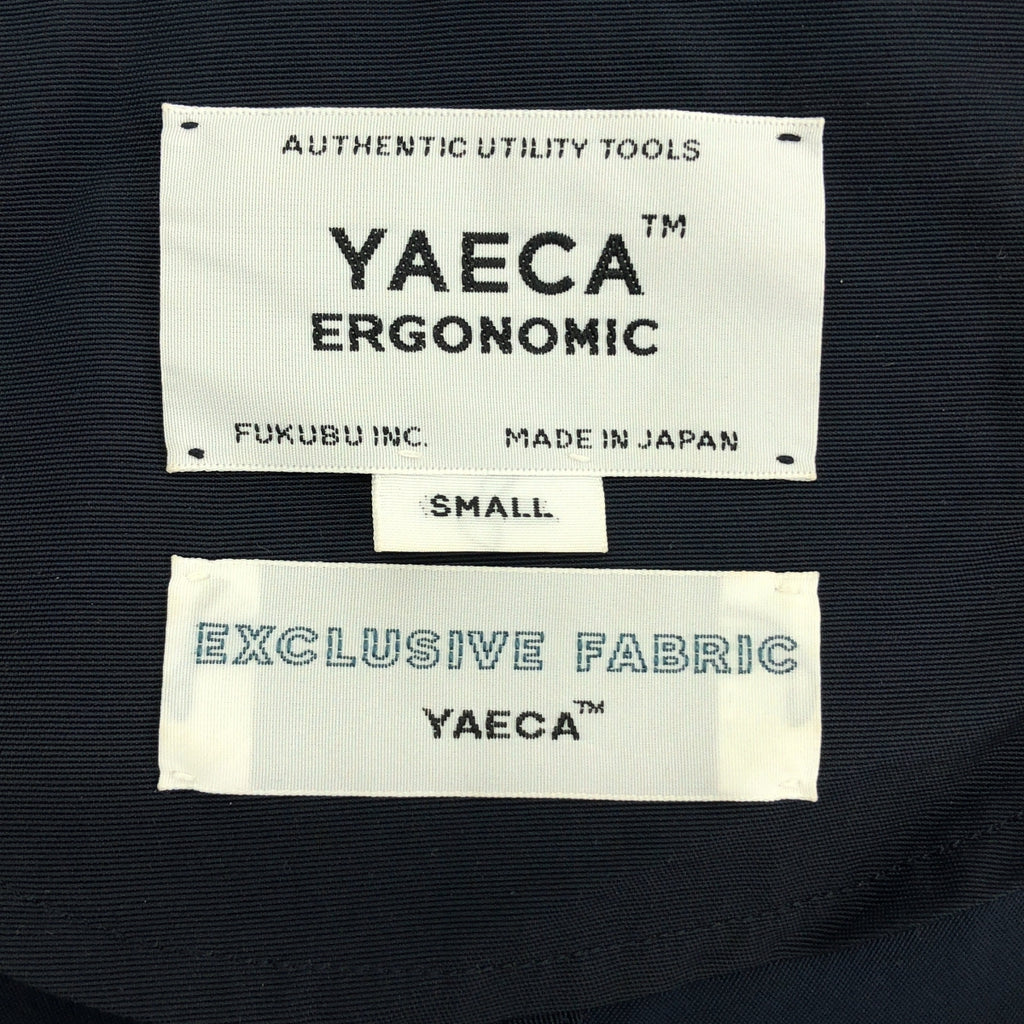 AUTHENTIC UTILITY TOOLS
YAECA™
ERGONOMIC
FUKUBU INC. MADE IN JAPAN
SMALL
EXCLUSIVE FABRIC
YAECA™